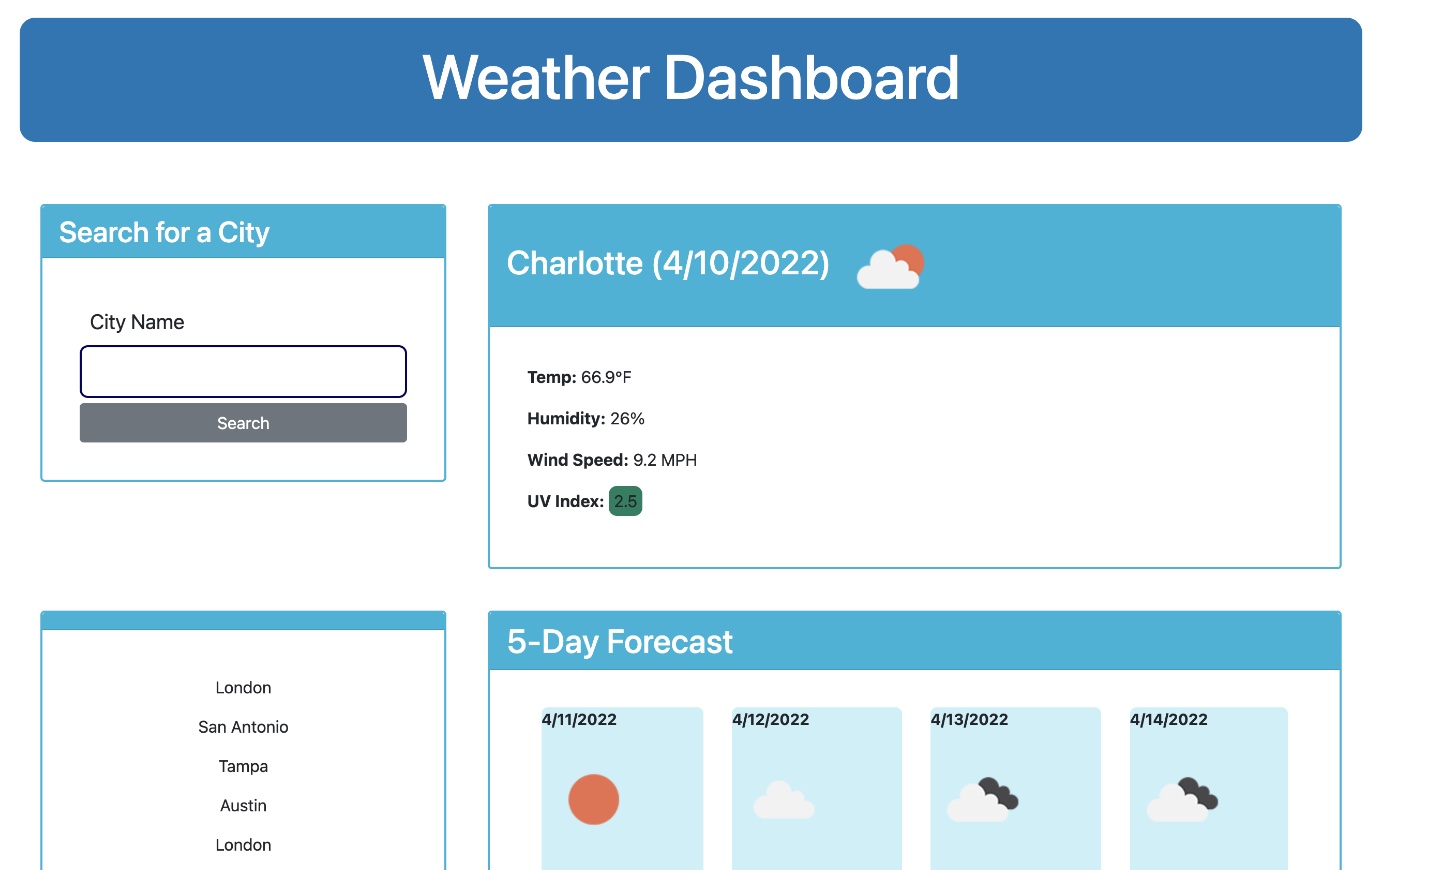 Weather Dashboard
Search for a City
City Name
Search
Charlotte (4/10/2022)
Temp: 66.9°F
Humidity: 26%
Wind Speed: 9.2 MPH
UV Index: 2.5
London
San Antonio
Tampa
Austin
London
5-Day Forecast
4/11/2022
4/12/2022
4/13/2022
4/14/2022